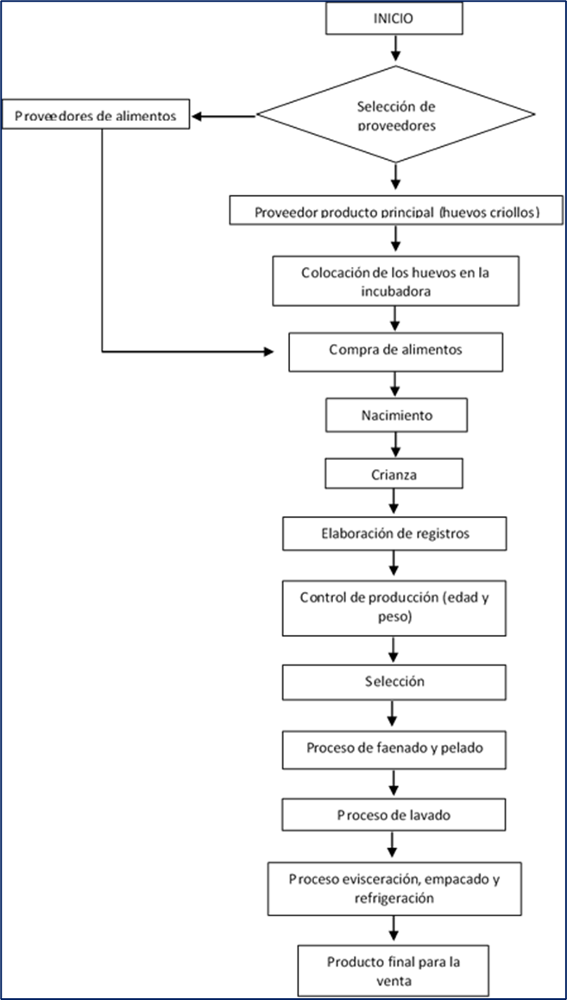 INICIO
Selección de
proveedores
Proveedores de alimentos
Proveedor producto principal (huevos criollos)
Colocación de los huevos en la
incubadora
Compra de alimentos
Nacimiento
Crianza
Elaboración de registros
Control de producción (edad y
peso)
Selección
Proceso de faenado y pelado
Proceso de lavado
Proceso evisceración, empacado y
refrigeración
Producto final para la
venta